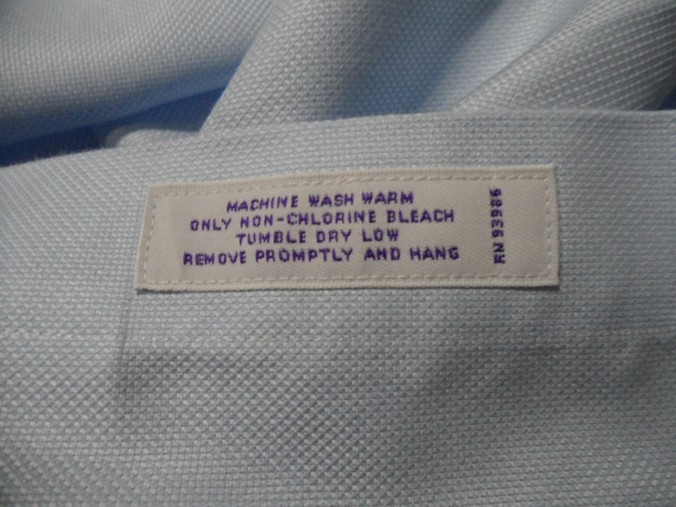 MACHINE WASH WARM
ONLY NON-CHLORINE BLEACH
TUMBLE DRY LOW
REMOVE PROMPTLY AND HANG
RN 93986